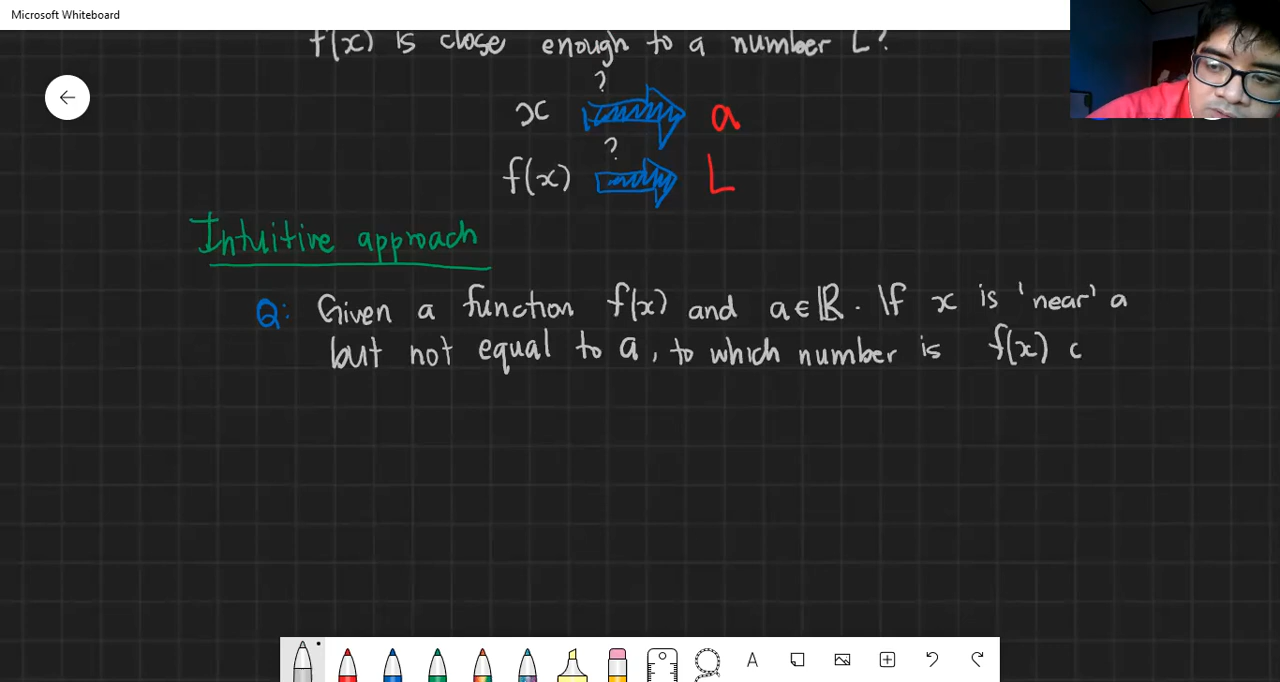 Microsoft Whiteboard
f(x) is close enough to a number L?
?
x a
?
f(x) L
Intuitive approach
Q: Given a function f(x) and a ∈ ℝ. If x is 'near' a
but not equal to a, to which number is f(x) c
A